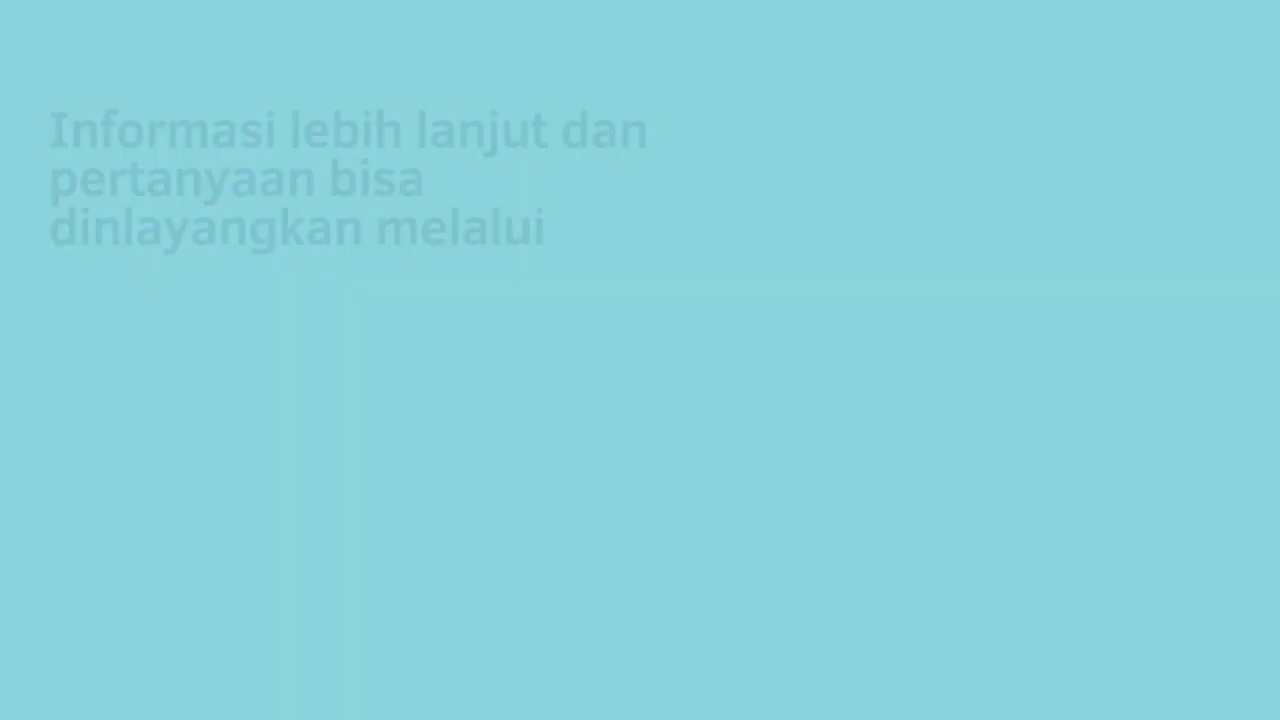 Informasi lebih lanjut dan
pertanyaan bisa
dinlayangkan melalui